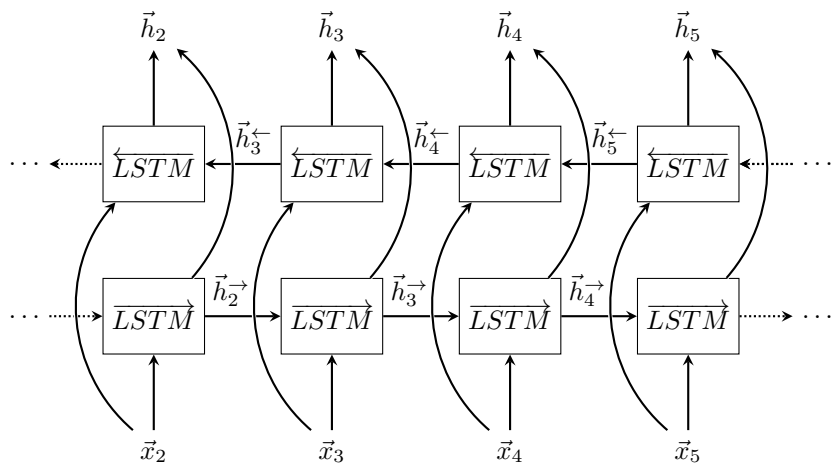 h⃗₂ h⃗₃ h⃗₄ h⃗₅
h⃗₃← h⃗₄← h⃗₅←
··· L͟S͟T͟M LSTM LSTM LSTM ···
h⃗₂→ h⃗₃→ h⃗₄→
··· LSTM LSTM LSTM LSTM ···
x⃗₂ x⃗₃ x⃗₄ x⃗₅